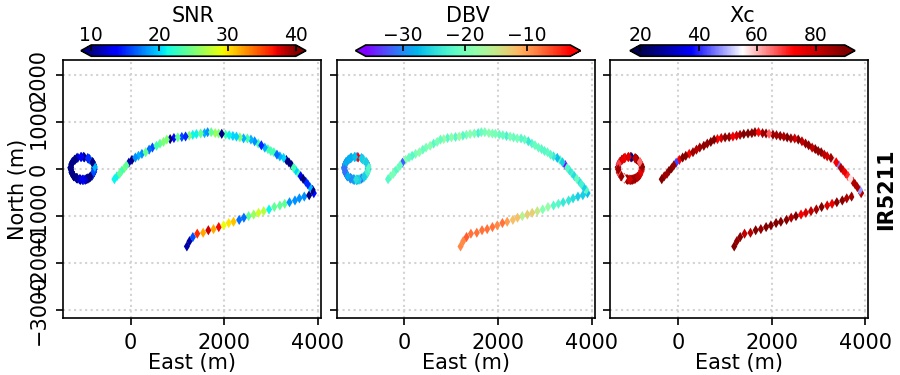 SNR DBV Xc
10 20 30 40 −30 −20 −10 20 40 60 80
2000
1000
0
−1000
−2000
−3000
North (m)
IR5211
0 2000 4000 0 2000 4000 0 2000 4000
East (m) East (m) East (m)